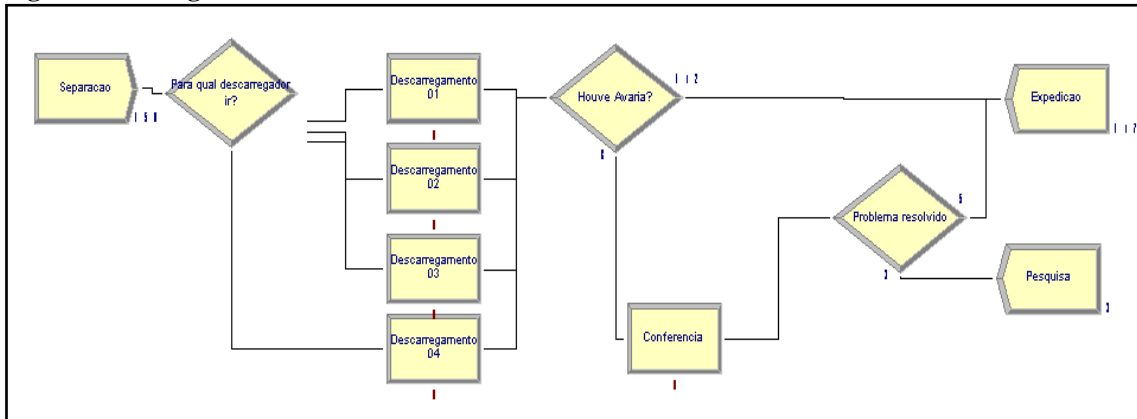 Separacao
Para qual descarregador
ir?
Descarregamento
01
Descarregamento
02
Descarregamento
03
Descarregamento
04
Houve Avaria?
Conferencia
Problema resolvido
5
Expedicao
Pesquisa